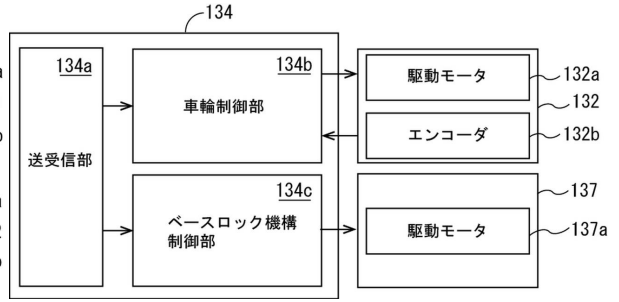 134
134a
送受信部
134b
車輪制御部
134c
ベースロック機構
制御部
駆動モータ
132a
132
エンコーダ
132b
137
駆動モータ
137a